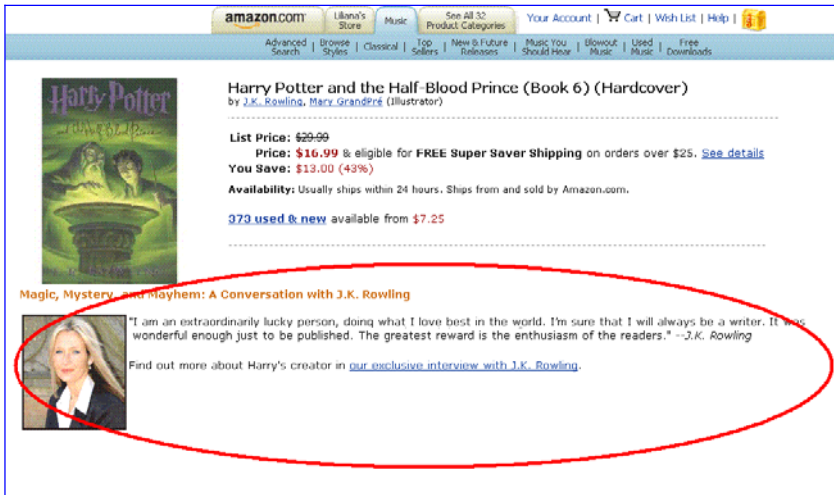 amazon.com
Liliana's Store
Music
See All 32 Product Categories
Your Account | Cart | Wish List | Help |
Advanced Search | Browse Styles | Classical | Top Sellers | New & Future Releases | Music You Should Hear | Blowout Music | Used Music | Free Downloads
Harry Potter
and the Half-Blood Prince
Harry Potter and the Half-Blood Prince (Book 6) (Hardcover)
by J.K. Rowling, Mary GrandPré (Illustrator)
List Price: $29.99
Price: $16.99 & eligible for FREE Super Saver Shipping on orders over $25. See details
You Save: $13.00 (43%)
Availability: Usually ships within 24 hours. Ships from and sold by Amazon.com.
373 used & new available from $7.25
Magic, Mystery, and Mayhem: A Conversation with J.K. Rowling
"I am an extraordinarily lucky person, doing what I love best in the world. I'm sure that I will always be a writer. It was
wonderful enough just to be published. The greatest reward is the enthusiasm of the readers." --J.K. Rowling
Find out more about Harry's creator in our exclusive interview with J.K. Rowling.